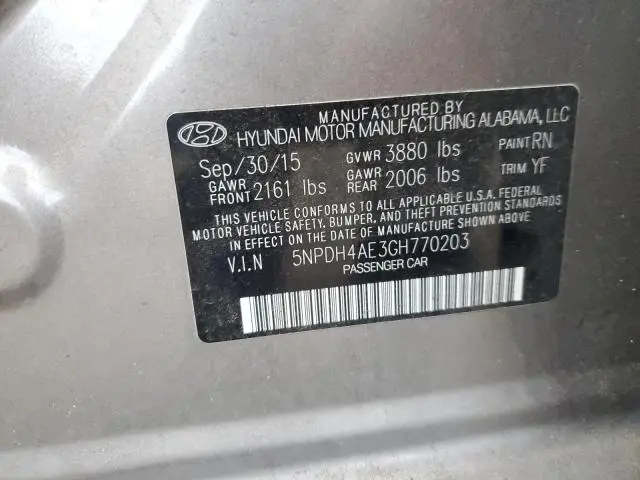 MANUFACTURED BY
HYUNDAI MOTOR MANUFACTURING ALABAMA, LLC
Sep/30/15 GVWR 3880 lbs PAINT RN
GAWR FRONT 2161 lbs GAWR REAR 2006 lbs TRIM YF
THIS VEHICLE CONFORMS TO ALL APPLICABLE U.S.A. FEDERAL
MOTOR VEHICLE SAFETY, BUMPER, AND THEFT PREVENTION STANDARDS
IN EFFECT ON THE DATE OF MANUFACTURE SHOWN ABOVE
V.I.N 5NPDH4AE3GH770203
PASSENGER CAR